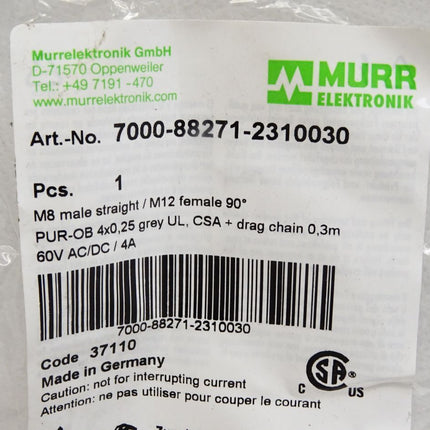 Murrelektronik GmbH
D-71570 Oppenweiler
Tel.: +49 7191 -470
www.murrelektronik.com
MURR
ELEKTRONIK
Art.-No. 7000-88271-2310030
Pcs. 1
M8 male straight / M12 female 90°
PUR-OB 4x0,25 grey UL, CSA + drag chain 0,3m
60V AC/DC / 4A
7000-88271-2310030
Code 37110
Made in Germany
Caution: not for interrupting current
Attention: ne pas utiliser pour couper le courant
C SA US